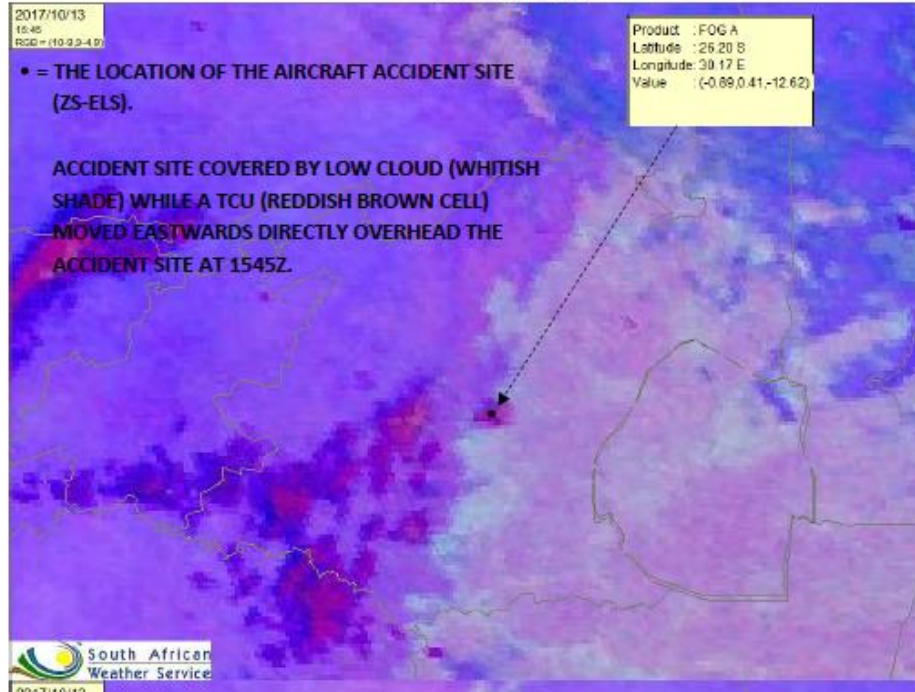 2017/10/13
15:45
RGB = (10-9,9-4,9)
• = THE LOCATION OF THE AIRCRAFT ACCIDENT SITE
(ZS-ELS).
ACCIDENT SITE COVERED BY LOW CLOUD (WHITISH
SHADE) WHILE A TCU (REDDISH BROWN CELL)
MOVED EASTWARDS DIRECTLY OVERHEAD THE
ACCIDENT SITE AT 1545Z.
Product : FOG A
Latitude : 26.20 S
Longitude: 30.17 E
Value : (-0.89,0.41,-12.62)
South African
Weather Service
2017/10/13